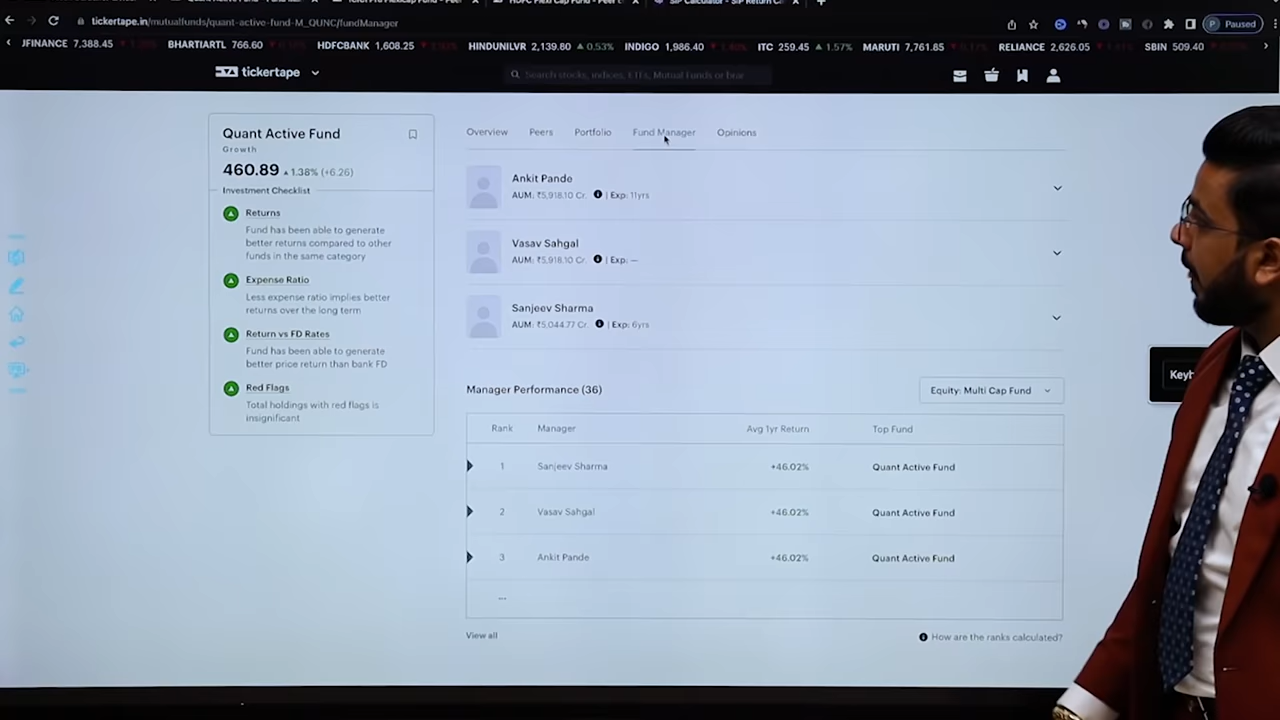 tickertape.in/mutualfunds/quant-active-fund-M_QUNC/fundManager
Paused
JFINANCE 7,388.45
BHARTIARTL 766.60
HDFCBANK 1,608.25
HINDUNILVR 2,139.80 ▲ 0.53%
INDIGO 1,986.40
ITC 259.45 ▲ 1.57%
MARUTI 7,761.85
RELIANCE 2,626.05
SBIN 509.40
tickertape
Search stocks, indices, ETFs, Mutual Funds or brar
Quant Active Fund
Growth
460.89 ▲ 1.38% (+6.26)
Investment Checklist
Returns
Fund has been able to generate
better returns compared to other
funds in the same category
Expense Ratio
Less expense ratio implies better
returns over the long term
Return vs FD Rates
Fund has been able to generate
better price return than bank FD
Red Flags
Total holdings with red flags is
insignificant
Overview Peers Portfolio Fund Manager Opinions
Ankit Pande
AUM: ₹5,918.10 Cr. | Exp: 11yrs
Vasav Sahgal
AUM: ₹5,918.10 Cr. | Exp: —
Sanjeev Sharma
AUM: ₹5,044.77 Cr. | Exp: 6yrs
Manager Performance (36)
Equity: Multi Cap Fund
Rank Manager Avg 1yr Return Top Fund
1 Sanjeev Sharma +46.02% Quant Active Fund
2 Vasav Sahgal +46.02% Quant Active Fund
3 Ankit Pande +46.02% Quant Active Fund
...
View all
How are the ranks calculated?
Keyb